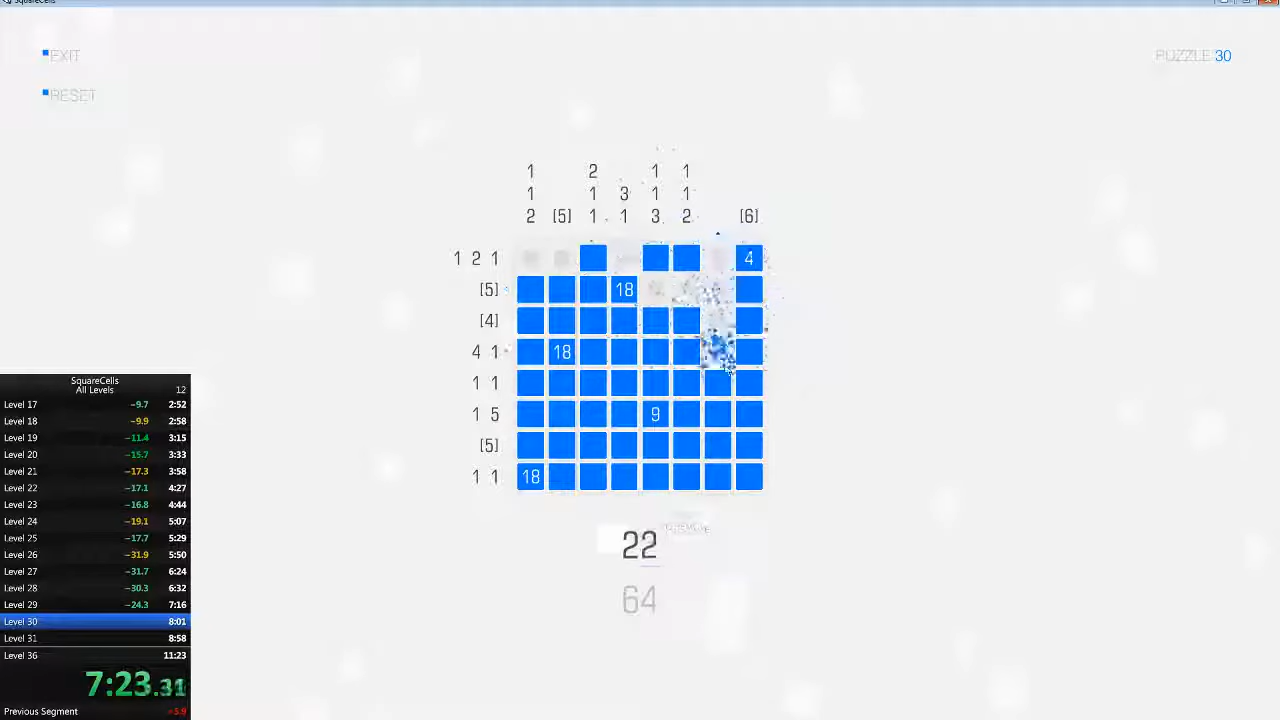 SquareCells
EXIT
PUZZLE 30
RESET
1 2 1 1
1 1 3 1 1
2 [5] 1 1 3 2 [6]
1 2 1 4
[5] 18
[4]
4 1 18
1 1
1 5 9
[5]
1 1 18
22
64
SquareCells
All Levels 12
Level 17 −9.7 2:52
Level 18 −9.9 2:58
Level 19 −11.4 3:15
Level 20 −15.7 3:33
Level 21 −17.3 3:58
Level 22 −17.1 4:27
Level 23 −16.8 4:44
Level 24 −19.1 5:07
Level 25 −17.7 5:29
Level 26 −31.9 5:50
Level 27 −31.7 6:24
Level 28 −30.3 6:32
Level 29 −24.3 7:16
Level 30 8:01
Level 31 8:58
Level 36 11:23
7:23.31
Previous Segment −5.9